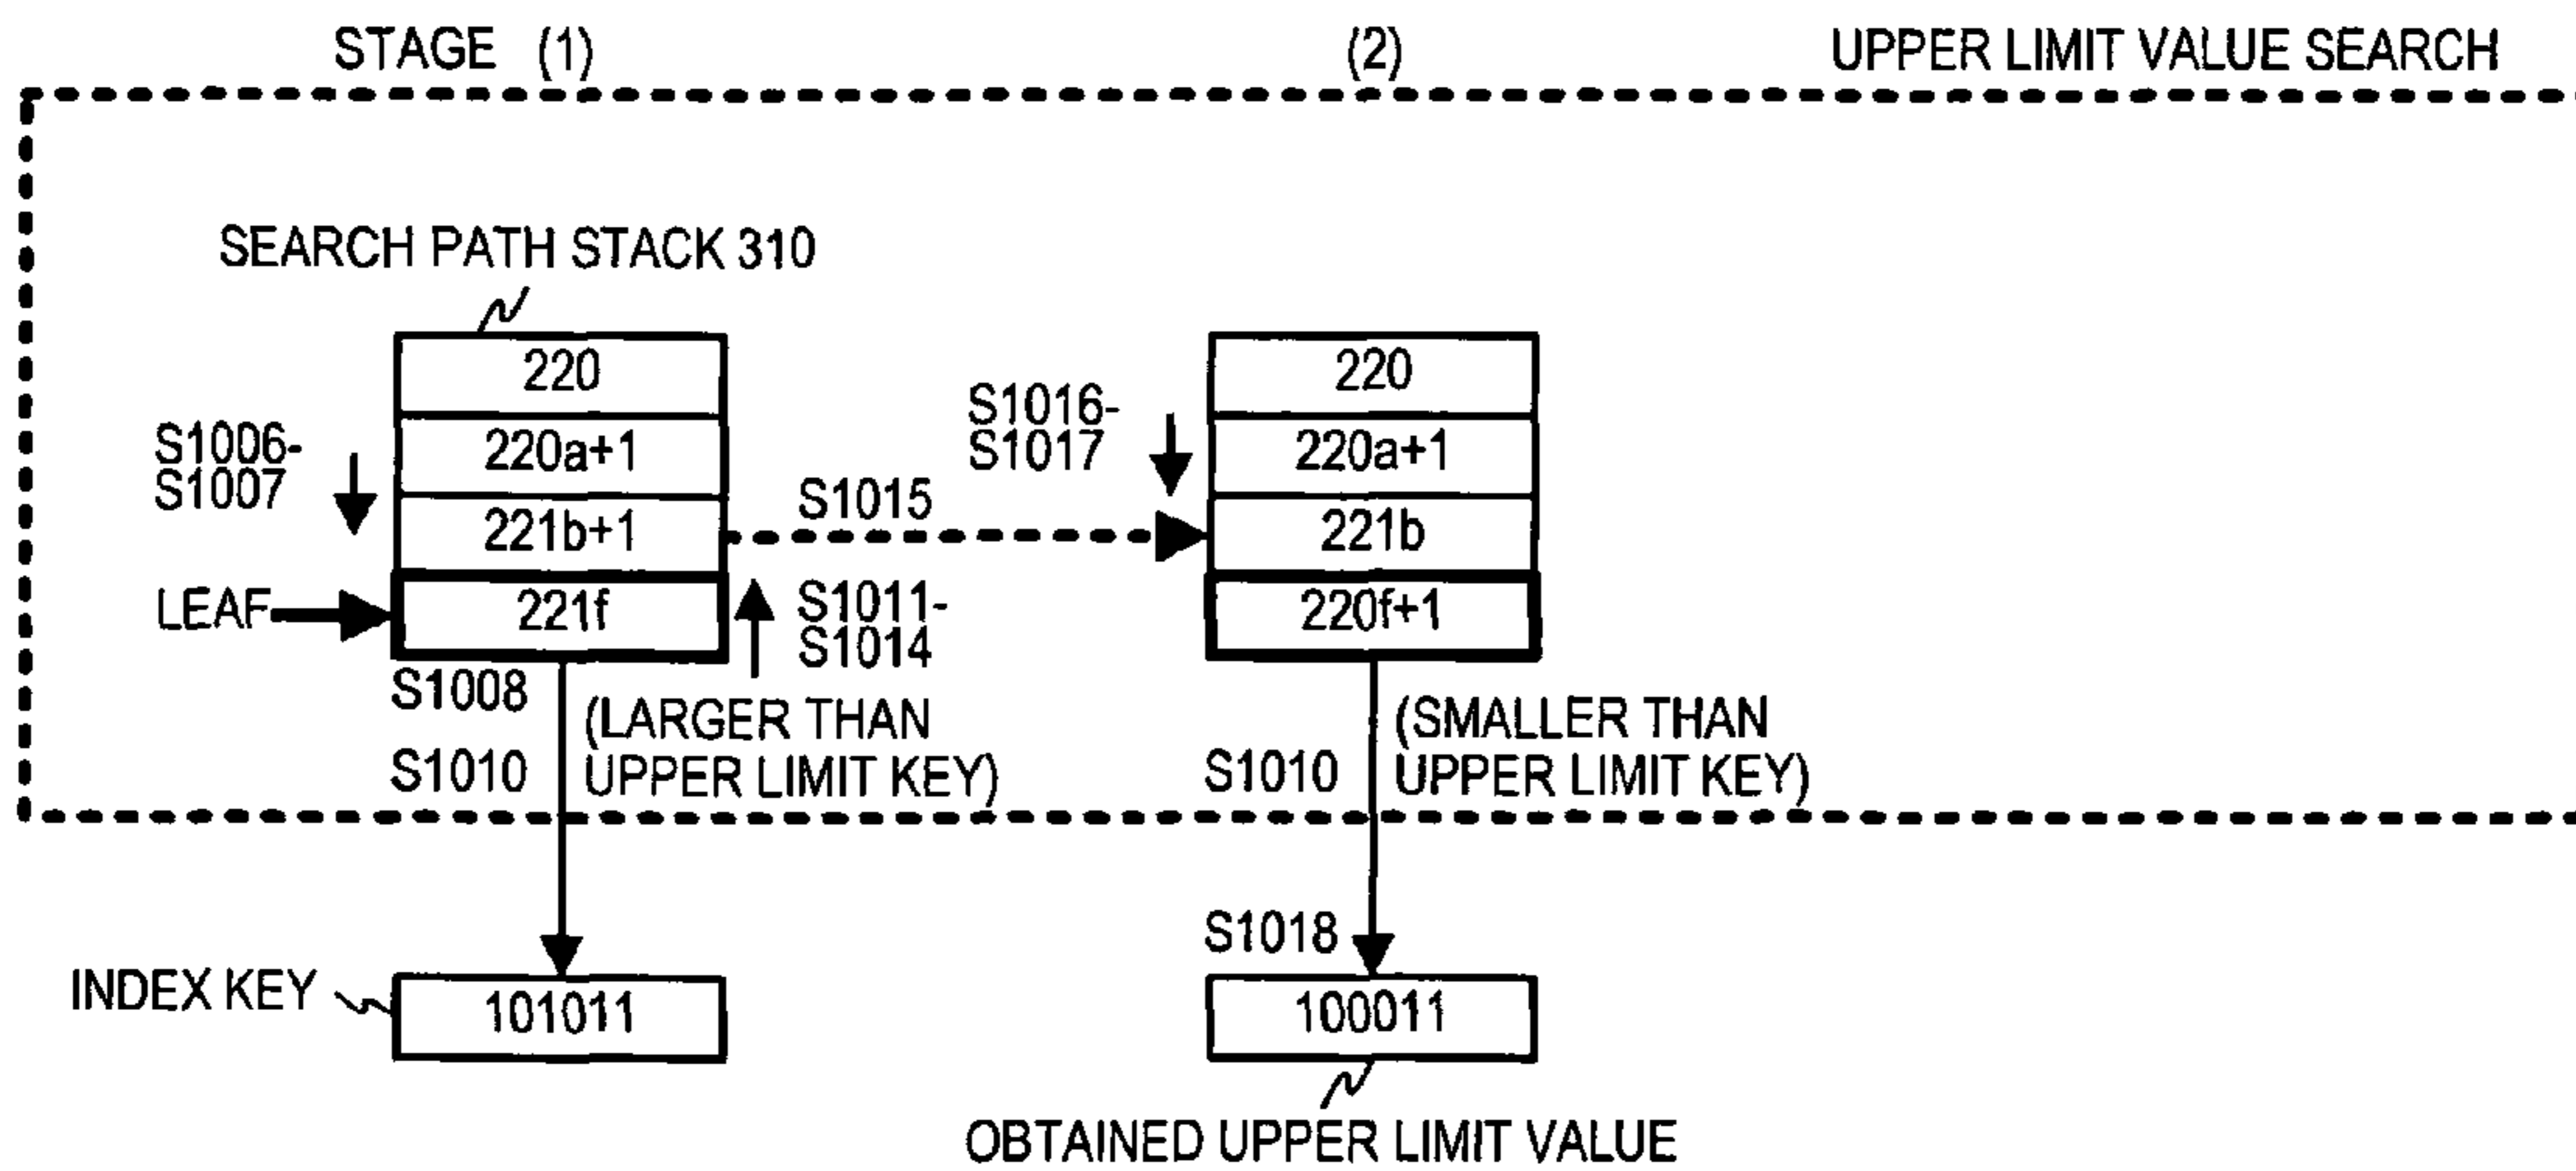 STAGE (1) (2) UPPER LIMIT VALUE SEARCH
SEARCH PATH STACK 310
220
220a+1
221b+1
221f
S1006-
S1007
LEAF
S1008
S1010
S1011-
S1014
(LARGER THAN
UPPER LIMIT KEY)
S1015
S1016-
S1017
220
220a+1
221b
220f+1
S1010
(SMALLER THAN
UPPER LIMIT KEY)
S1018
INDEX KEY
101011
100011
OBTAINED UPPER LIMIT VALUE